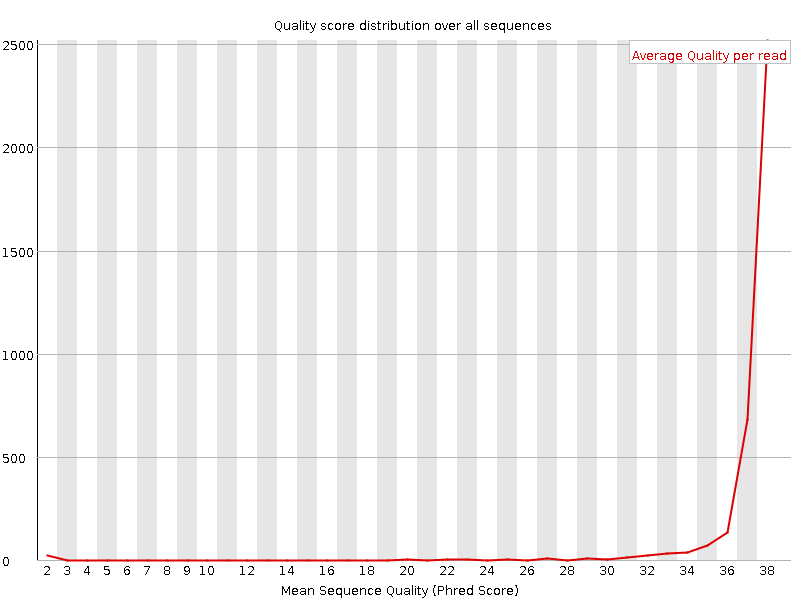 Quality score distribution over all sequences
Average Quality per read
2500
2000
1500
1000
500
0
2 3 4 5 6 7 8 9 10 12 14 16 18 20 22 24 26 28 30 32 34 36 38
Mean Sequence Quality (Phred Score)